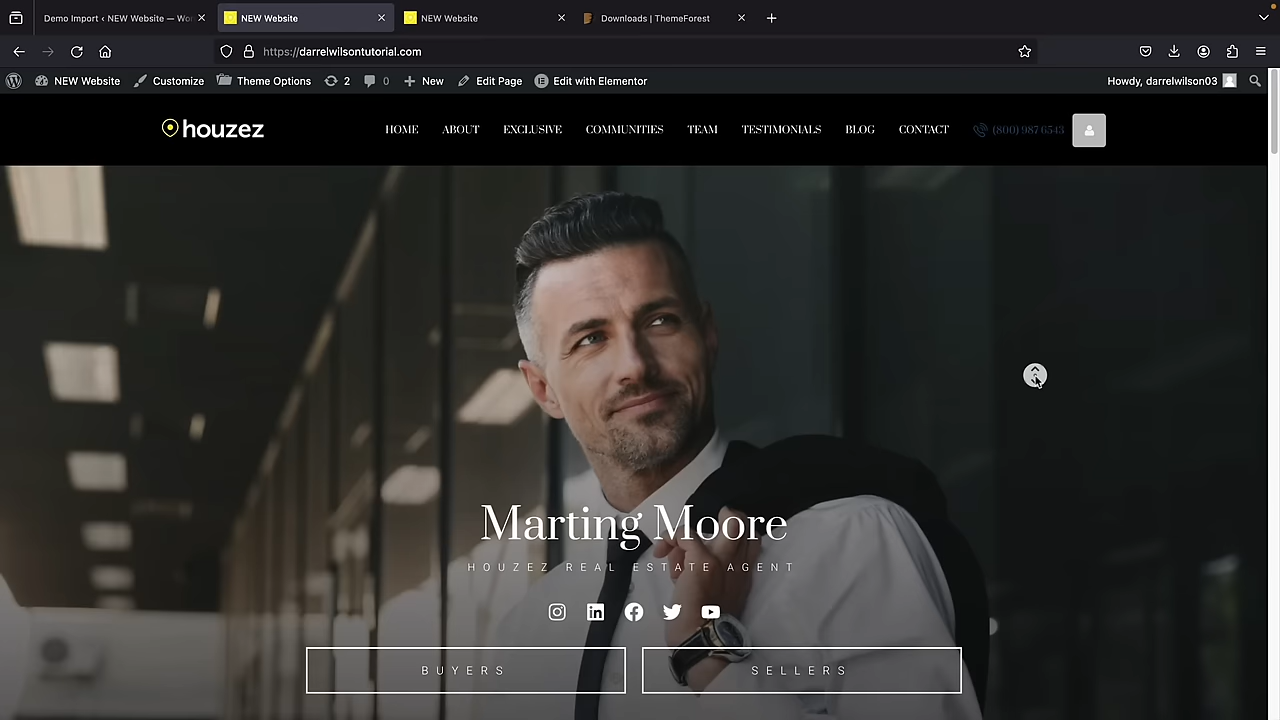 Demo Import ‹ NEW Website — Wor
NEW Website
NEW Website
Downloads | ThemeForest
https://darrelwilsontutorial.com
NEW Website
Customize
Theme Options
2
0
New
Edit Page
Edit with Elementor
Howdy, darrelwilson03
houzez
HOME
ABOUT
EXCLUSIVE
COMMUNITIES
TEAM
TESTIMONIALS
BLOG
CONTACT
(800) 987 6543
Marting Moore
HOUZEZ REAL ESTATE AGENT
BUYERS
SELLERS